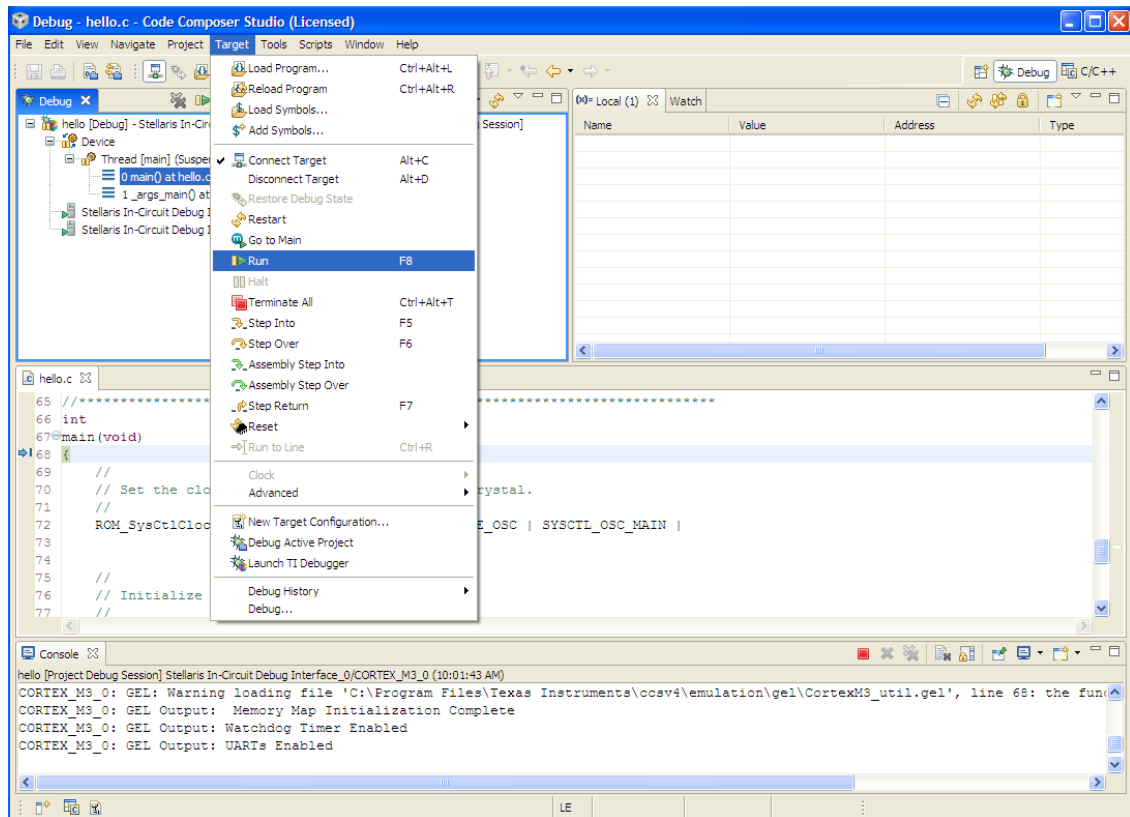 Debug - hello.c - Code Composer Studio (Licensed)
File Edit View Navigate Project Target Tools Scripts Window Help
Debug C/C++
Debug
hello [Debug] - Stellaris In-Cir Session]
Device
Thread [main] (Suspe
0 main() at hello.c
1 _args_main() at
Stellaris In-Circuit Debug I
Stellaris In-Circuit Debug I
Load Program... Ctrl+Alt+L
Reload Program Ctrl+Alt+R
Load Symbols...
Add Symbols...
Connect Target Alt+C
Disconnect Target Alt+D
Restore Debug State
Restart
Go to Main
Run F8
Halt
Terminate All Ctrl+Alt+T
Step Into F5
Step Over F6
Assembly Step Into
Assembly Step Over
Step Return F7
Reset
Run to Line Ctrl+R
Clock
Advanced
New Target Configuration...
Debug Active Project
Launch TI Debugger
Debug History
Debug...
(x)= Local (1) Watch
Name Value Address Type
hello.c
65 //******************************************************************************
66 int
67 main(void)
68 {
69 //
70 // Set the clo rystal.
71 //
72 ROM_SysCtlCloc E_OSC | SYSCTL_OSC_MAIN |
73
74
75 //
76 // Initialize
77 //
Console
hello [Project Debug Session] Stellaris In-Circuit Debug Interface_0/CORTEX_M3_0 (10:01:43 AM)
CORTEX_M3_0: GEL: Warning loading file 'C:\Program Files\Texas Instruments\ccsv4\emulation\gel\CortexM3_util.gel', line 68: the func
CORTEX_M3_0: GEL Output: Memory Map Initialization Complete
CORTEX_M3_0: GEL Output: Watchdog Timer Enabled
CORTEX_M3_0: GEL Output: UARTs Enabled
LE